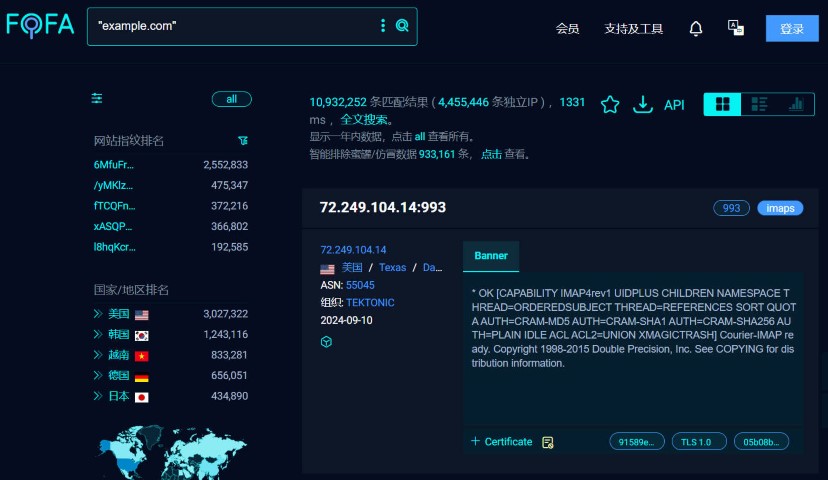 FOFA
"example.com"
会员
支持及工具
登录
all
10,932,252 条匹配结果 ( 4,455,446 条独立IP ) ，1331
ms ，全文搜索。
API
显示一年内数据，点击 all 查看所有。
智能排除蜜罐/仿冒数据 933,161 条， 点击 查看。
网站指纹排名
6MfuFr... 2,552,833
/yMKlz... 475,347
fTCQFn... 372,216
xASQP... 366,802
l8hqKcr... 192,585
国家/地区排名
美国 3,027,322
韩国 1,243,116
越南 833,281
德国 656,051
日本 434,890
72.249.104.14:993
993
imaps
72.249.104.14
美国 / Texas / Da...
ASN: 55045
组织: TEKTONIC
2024-09-10
Banner
* OK [CAPABILITY IMAP4rev1 UIDPLUS CHILDREN NAMESPACE T
HREAD=ORDEREDSUBJECT THREAD=REFERENCES SORT QUOT
A AUTH=CRAM-MD5 AUTH=CRAM-SHA1 AUTH=CRAM-SHA256 AU
TH=PLAIN IDLE ACL ACL2=UNION XMAGICTRASH] Courier-IMAP re
ady. Copyright 1998-2015 Double Precision, Inc. See COPYING for dis
tribution information.
+ Certificate
91589e...
TLS 1.0
05b08b...